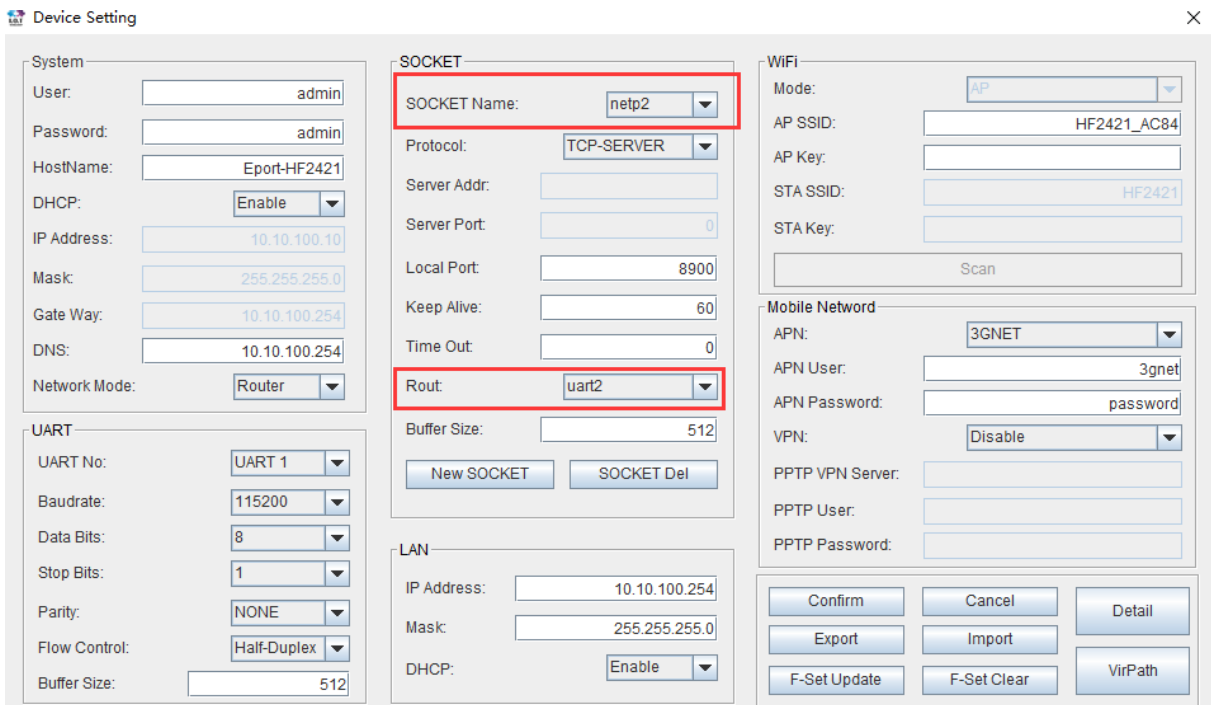 Device Setting
System
User: admin
Password: admin
HostName: Eport-HF2421
DHCP: Enable
IP Address: 10.10.100.10
Mask: 255.255.255.0
Gate Way: 10.10.100.254
DNS: 10.10.100.254
Network Mode: Router
UART
UART No: UART 1
Baudrate: 115200
Data Bits: 8
Stop Bits: 1
Parity: NONE
Flow Control: Half-Duplex
Buffer Size: 512
SOCKET
SOCKET Name: netp2
Protocol: TCP-SERVER
Server Addr:
Server Port: 0
Local Port: 8900
Keep Alive: 60
Time Out: 0
Rout: uart2
Buffer Size: 512
New SOCKET SOCKET Del
LAN
IP Address: 10.10.100.254
Mask: 255.255.255.0
DHCP: Enable
WiFi
Mode: AP
AP SSID: HF2421_AC84
AP Key:
STA SSID: HF2421
STA Key:
Scan
Mobile Netword
APN: 3GNET
APN User: 3gnet
APN Password: password
VPN: Disable
PPTP VPN Server:
PPTP User:
PPTP Password:
Confirm Cancel Detail
Export Import
F-Set Update F-Set Clear VirPath